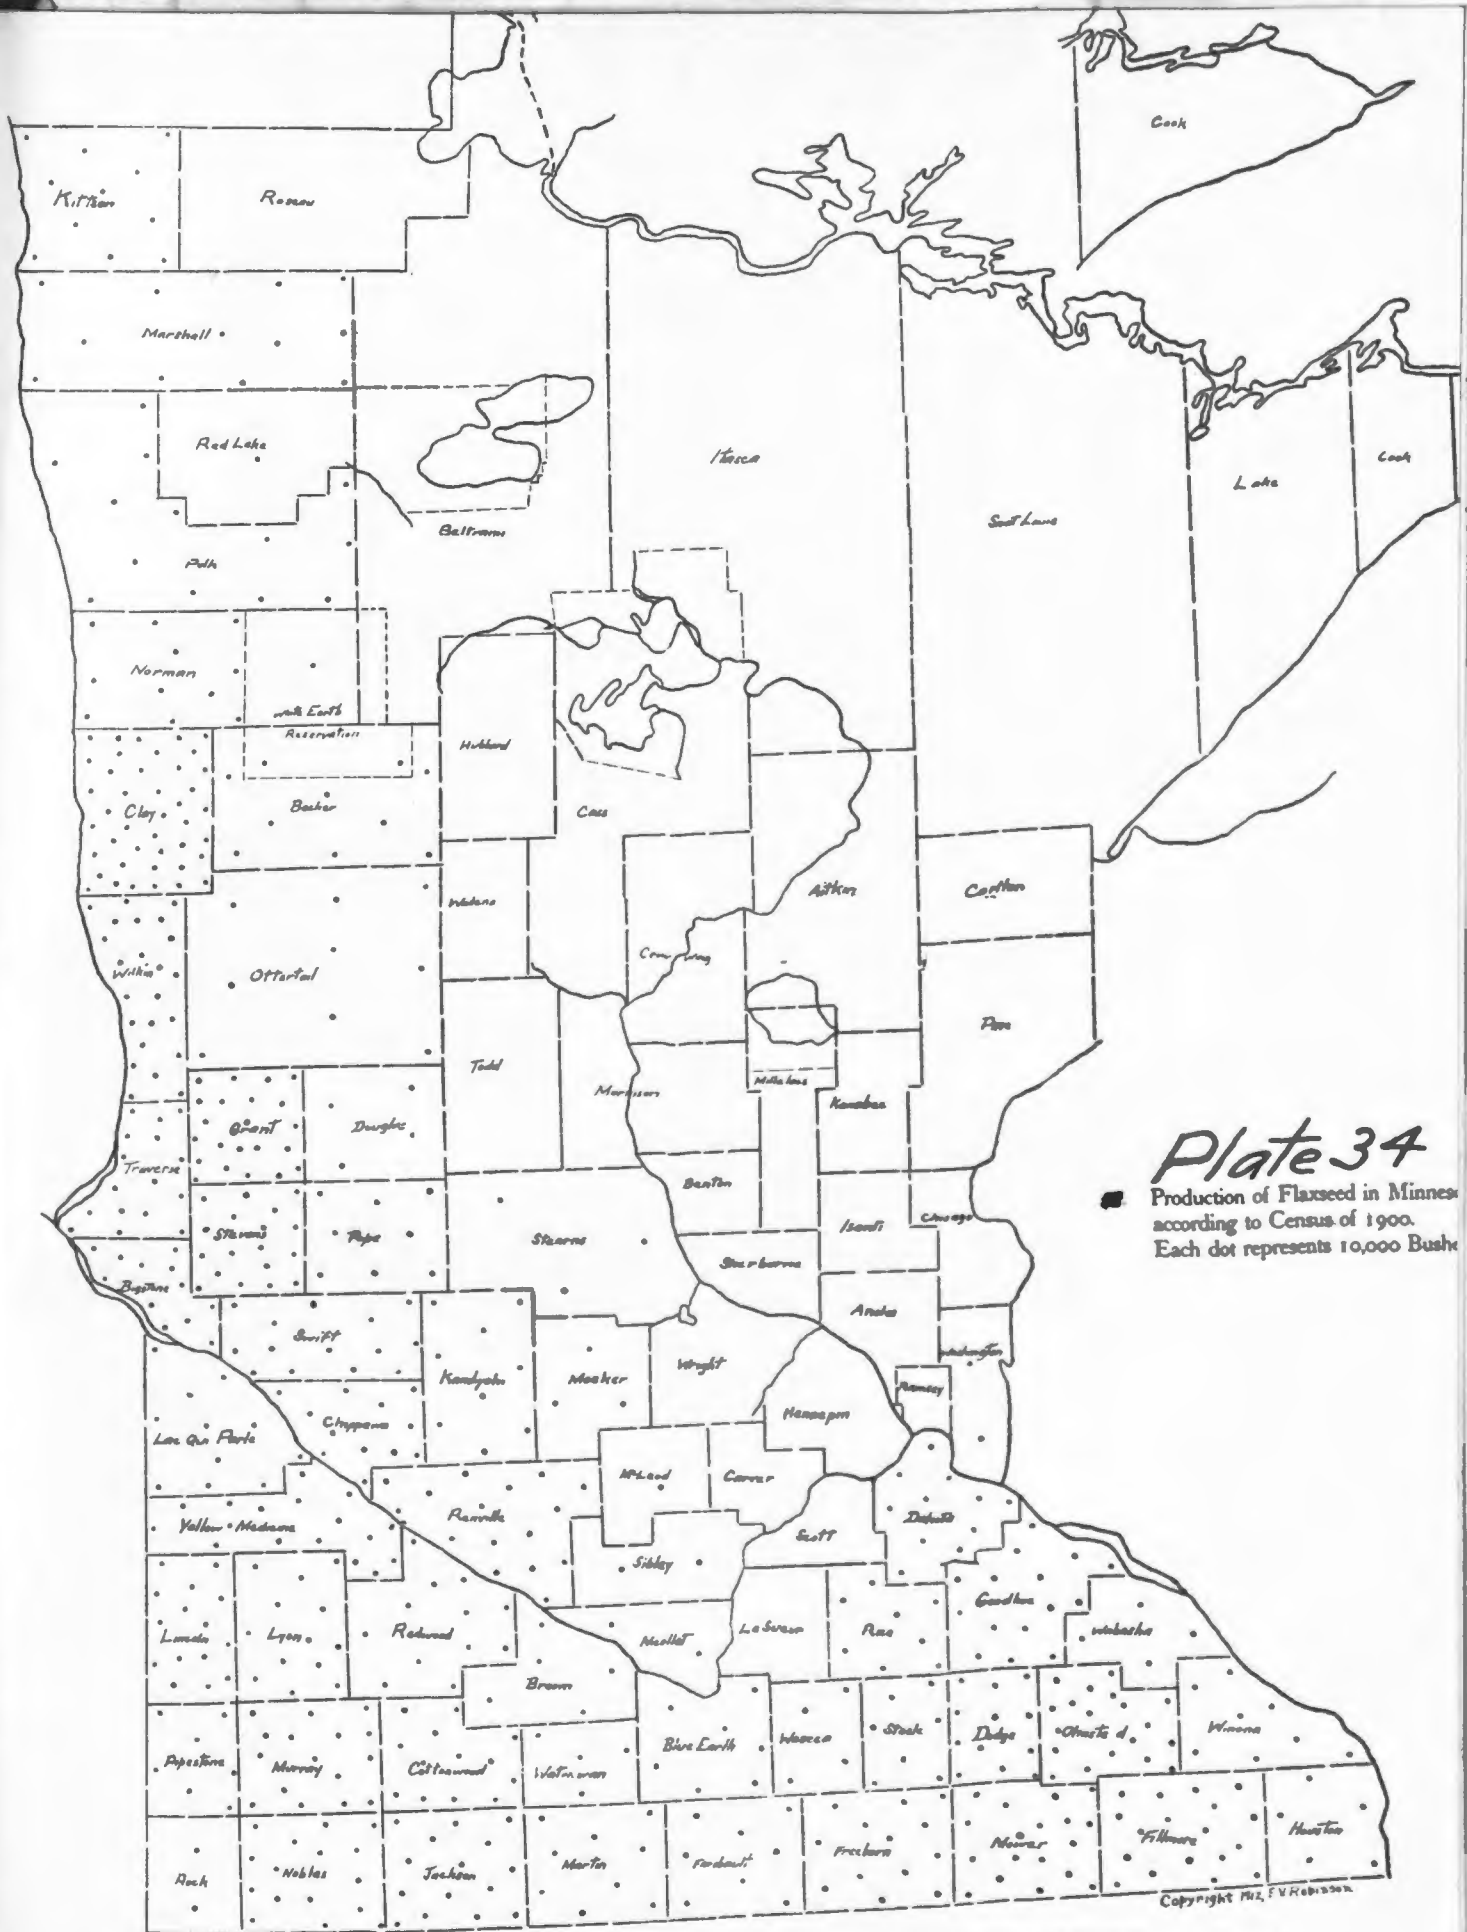 Cook
Kittson
Roseau
Marshall
Red Lake
Itasca
Lake
Cook
Saint Louis
Beltrami
Polk
Norman
White Earth
Reservation
Hubbard
Clay
Becker
Cass
Aitkin
Carlton
Wadena
Crow Wing
Wilkin
Ottertail
Pine
Todd
Morrison
Mille Lacs
Kanabec
Grant
Douglas
Traverse
Benton
Plate 34
Production of Flaxseed in Minnes
according to Census of 1900.
Each dot represents 10,000 Bushe
Stevens
Pope
Stearns
Isanti
Chisago
Sherburne
Bigstone
Anoka
Swift
Washington
Kandyohi
Meeker
Wright
Ramsey
Chippewa
Hennepin
Lac Qui Parle
McLeod
Carver
Renville
Yellow Medicine
Dakota
Scott
Sibley
Goodhue
Lincoln
Lyon
Redwood
Nicollet
Le Sueur
Rice
Wabasha
Brown
Pipestone
Murray
Cottonwood
Watonwan
Blue Earth
Waseca
Steele
Dodge
Olmsted
Winona
Rock
Nobles
Jackson
Martin
Faribault
Freeborn
Mower
Fillmore
Houston
Copyright 1912, E V Robinson